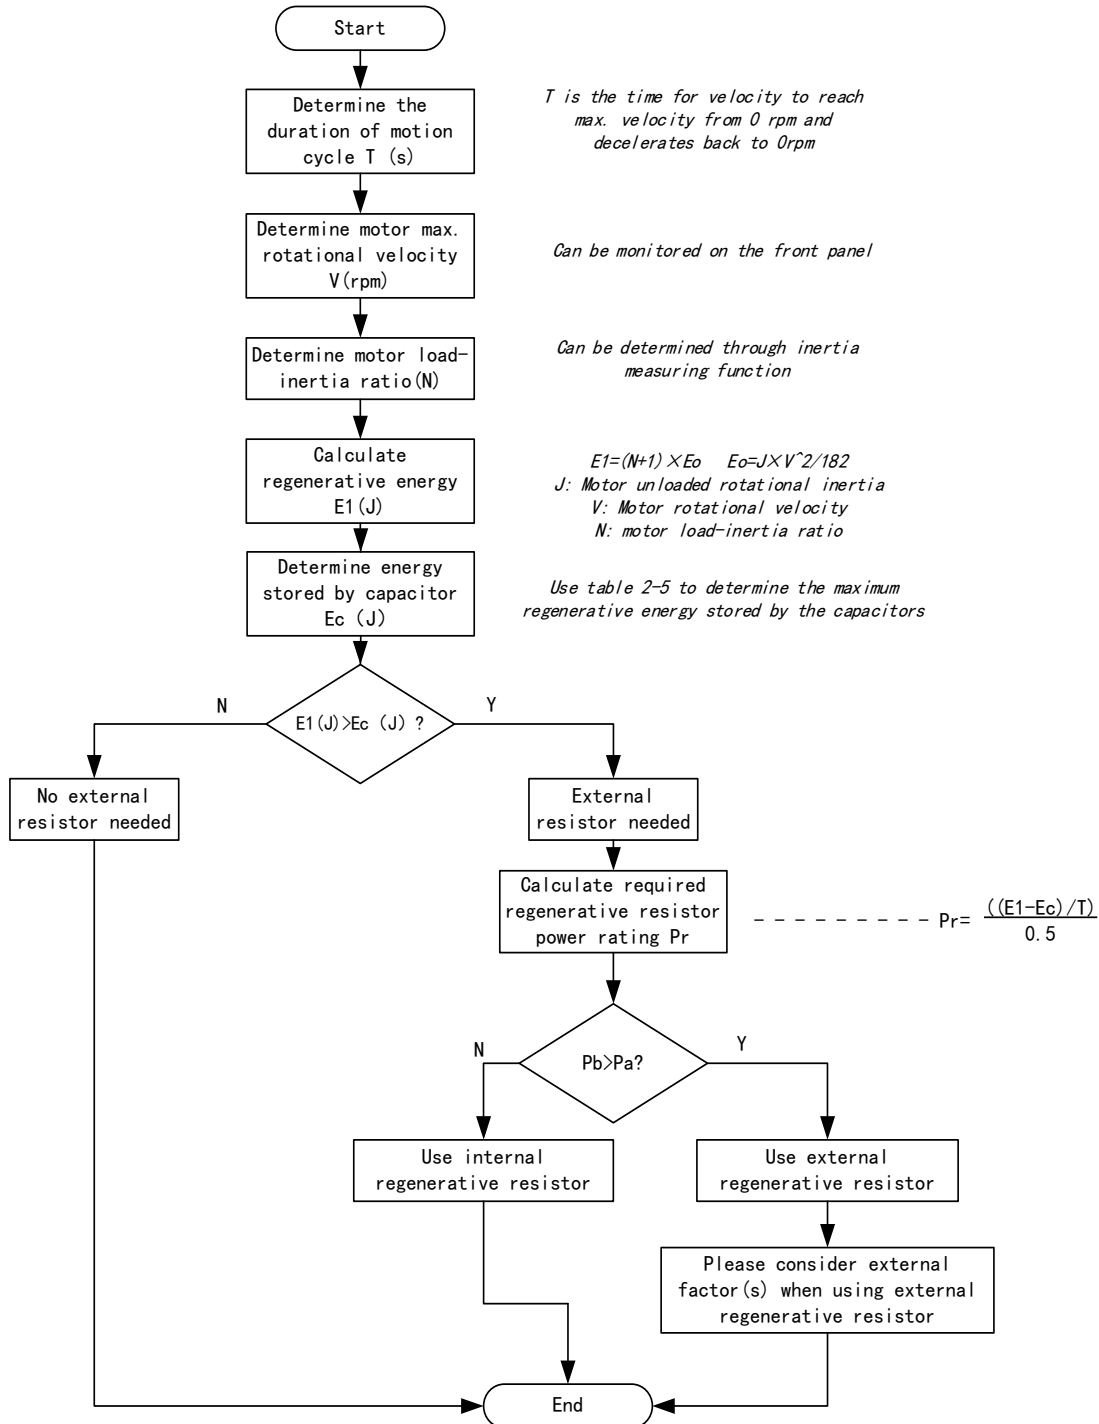 Start
Determine the
duration of motion
cycle T (s)
T is the time for velocity to reach
max. velocity from 0 rpm and
decelerates back to 0rpm
Determine motor max.
rotational velocity
V(rpm)
Can be monitored on the front panel
Determine motor load-
inertia ratio(N)
Can be determined through inertia
measuring function
Calculate
regenerative energy
E1(J)
E1=(N+1)×Eo Eo=J×V^2/182
J: Motor unloaded rotational inertia
V: Motor rotational velocity
N: motor load-inertia ratio
Determine energy
stored by capacitor
Ec (J)
Use table 2-5 to determine the maximum
regenerative energy stored by the capacitors
N
Y
E1(J)>Ec (J) ?
No external
resistor needed
External
resistor needed
Calculate required
regenerative resistor
power rating Pr
Pr= ((E1-Ec)/T)
0.5
N
Y
Pb>Pa?
Use internal
regenerative resistor
Use external
regenerative resistor
Please consider external
factor(s) when using external
regenerative resistor
End